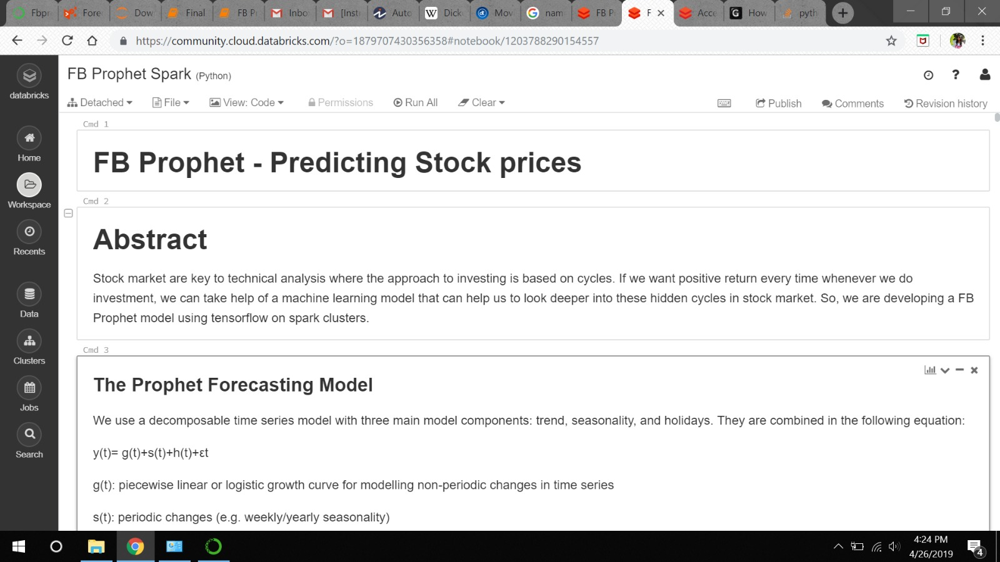 Fbpr
Fore
Dow
Final
FB P
Inbo
[Inst
Auto
W
Dick
dt
Mov
G
nam
FB P
F
Acce
G
How
pyth
https://community.cloud.databricks.com/?o=1879707430356358#notebook/1203788290154557
databricks
Home
Workspace
Recents
Data
Clusters
Jobs
Search
FB Prophet Spark (Python)
Detached File View: Code Permissions Run All Clear Publish Comments Revision history
Cmd 1
FB Prophet - Predicting Stock prices
Cmd 2
Abstract
Stock market are key to technical analysis where the approach to investing is based on cycles. If we want positive return every time whenever we do
investment, we can take help of a machine learning model that can help us to look deeper into these hidden cycles in stock market. So, we are developing a FB
Prophet model using tensorflow on spark clusters.
Cmd 3
The Prophet Forecasting Model
We use a decomposable time series model with three main model components: trend, seasonality, and holidays. They are combined in the following equation:
y(t)= g(t)+s(t)+h(t)+εt
g(t): piecewise linear or logistic growth curve for modelling non-periodic changes in time series
s(t): periodic changes (e.g. weekly/yearly seasonality)
4:24 PM
4/26/2019
4